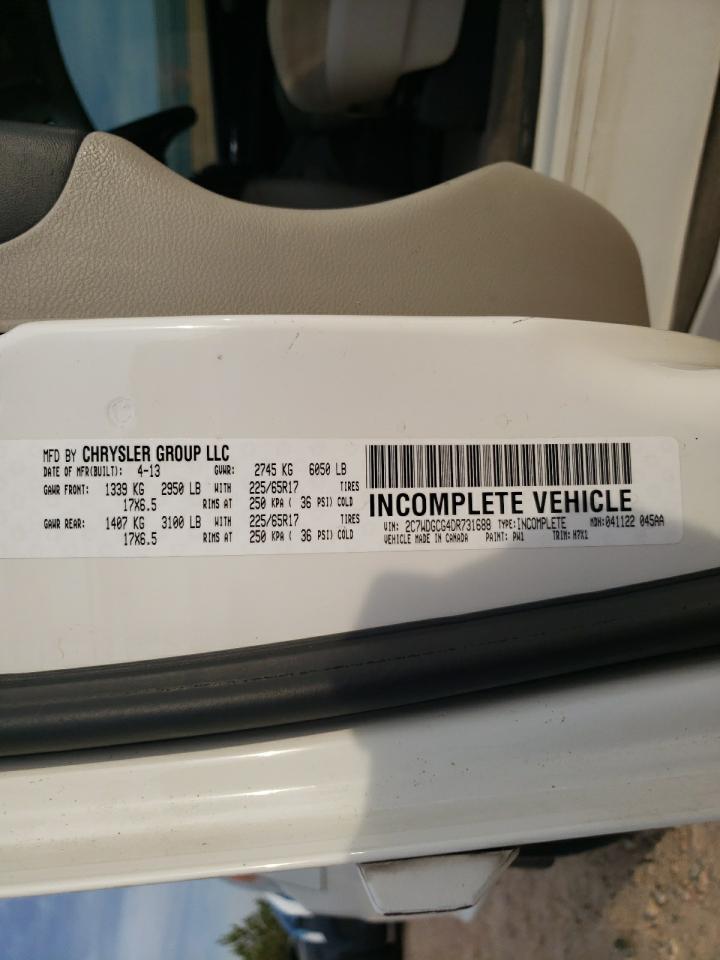 MFD BY CHRYSLER GROUP LLC
DATE OF MFR(BUILT): 4-13 GVWR: 2745 KG 6050 LB
GAWR FRONT: 1339 KG 2950 LB WITH 225/65R17 TIRES
17X6.5 RIMS AT 250 KPA ( 36 PSI) COLD
GAWR REAR: 1407 KG 3100 LB WITH 225/65R17 TIRES
17X6.5 RIMS AT 250 KPA ( 36 PSI) COLD
INCOMPLETE VEHICLE
VIN: 2C7WDGCG4DR731688 TYPE: INCOMPLETE MDH: 041122 045AA
VEHICLE MADE IN CANADA PAINT: PW1 TRIM: H7X1